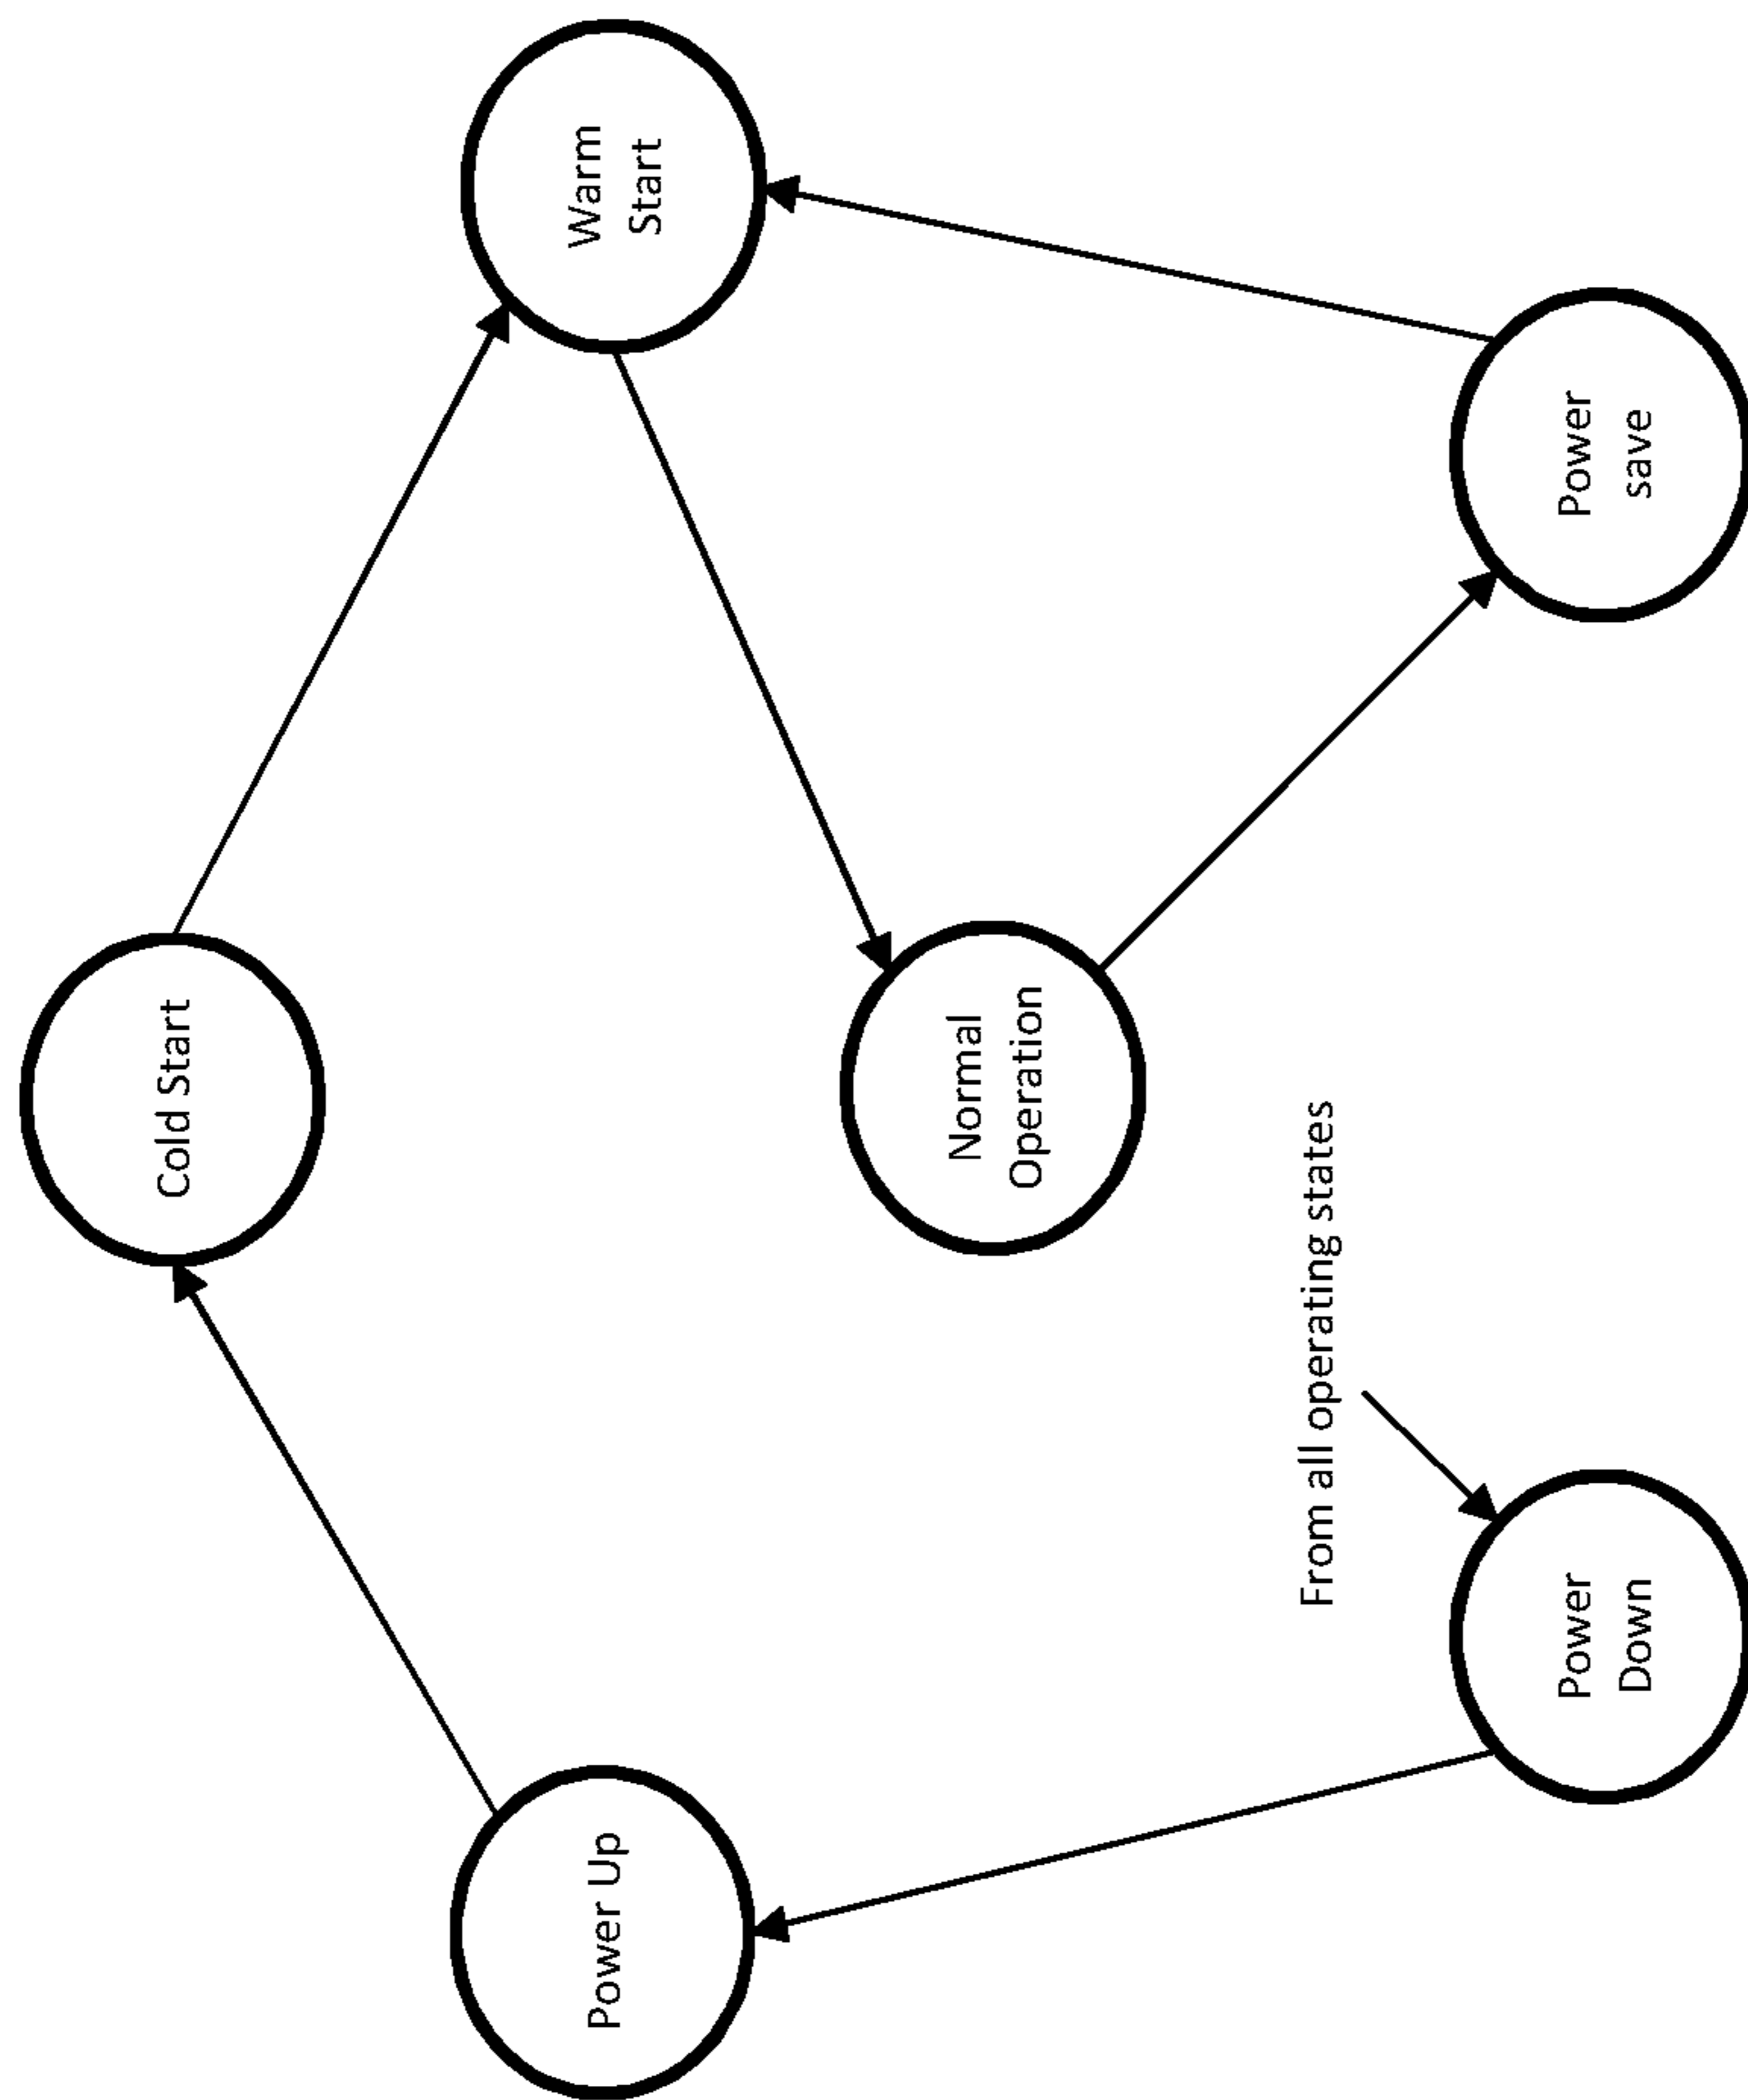 Cold Start
Power Up
Warm
Start
Normal
Operation
From all operating states
Power
Down
Power
save